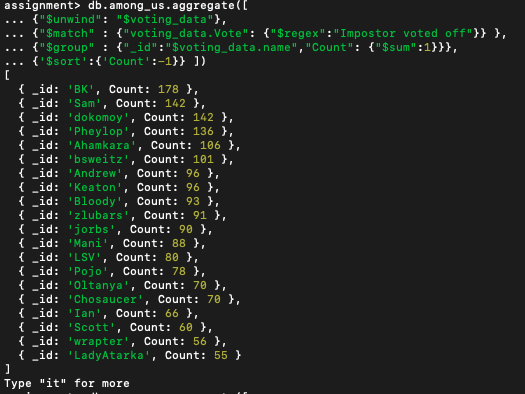 assignment> db.among_us.aggregate([
... {"$unwind": "$voting_data"},
... {"$match" : {"voting_data.Vote": {"$regex":"Impostor voted off"}} },
... {"$group" : {"_id":"$voting_data.name","Count": {"$sum":1}}},
... {'$sort':{'Count':-1}} ])
[
  { _id: 'BK', Count: 178 },
  { _id: 'Sam', Count: 142 },
  { _id: 'dokomoy', Count: 142 },
  { _id: 'Pheylop', Count: 136 },
  { _id: 'Ahamkara', Count: 106 },
  { _id: 'bsweitz', Count: 101 },
  { _id: 'Andrew', Count: 96 },
  { _id: 'Keaton', Count: 96 },
  { _id: 'Bloody', Count: 93 },
  { _id: 'zlubars', Count: 91 },
  { _id: 'jorbs', Count: 90 },
  { _id: 'Mani', Count: 88 },
  { _id: 'LSV', Count: 80 },
  { _id: 'Pojo', Count: 78 },
  { _id: 'Oltanya', Count: 70 },
  { _id: 'Chosaucer', Count: 70 },
  { _id: 'Ian', Count: 66 },
  { _id: 'Scott', Count: 60 },
  { _id: 'wrapter', Count: 56 },
  { _id: 'LadyAtarka', Count: 55 }
]
Type "it" for more